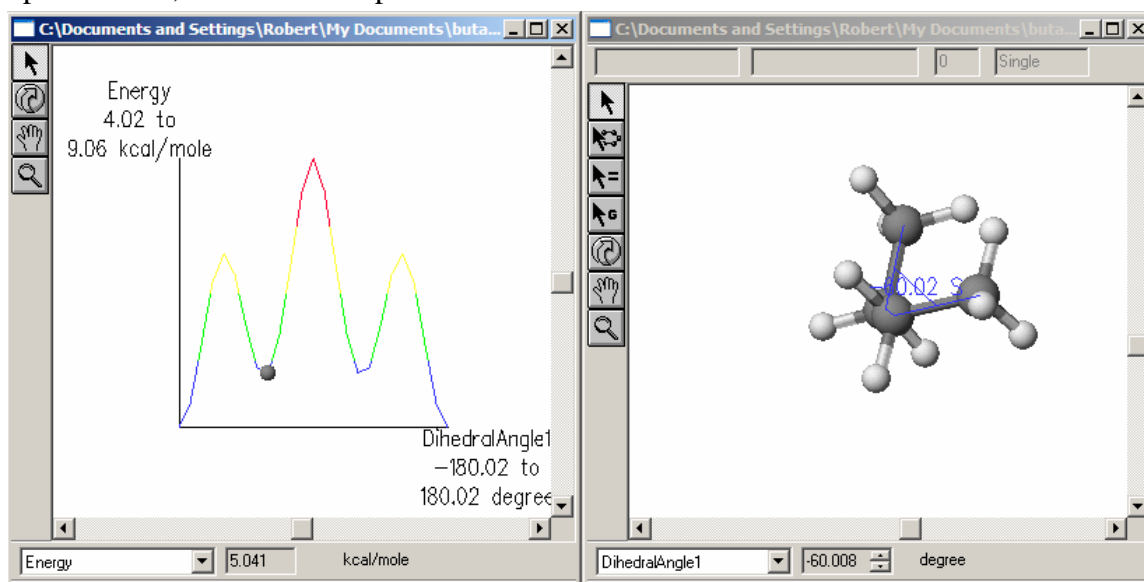 C:\Documents and Settings\Robert\My Documents\buta...
Energy
4.02 to
9.06 kcal/mole
DihedralAngle1
-180.02 to
180.02 degree
Energy
5.041
kcal/mole
C:\Documents and Settings\Robert\My Documents\buta...
0
Single
G
-60.02 S
DihedralAngle1
-60.008
degree